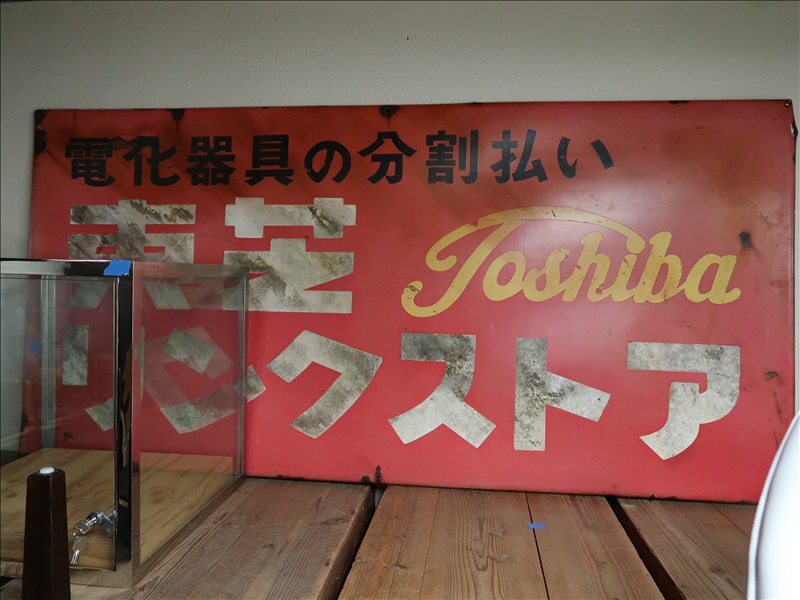 電化器具の分割払い
東芝
Toshiba
リンクストア